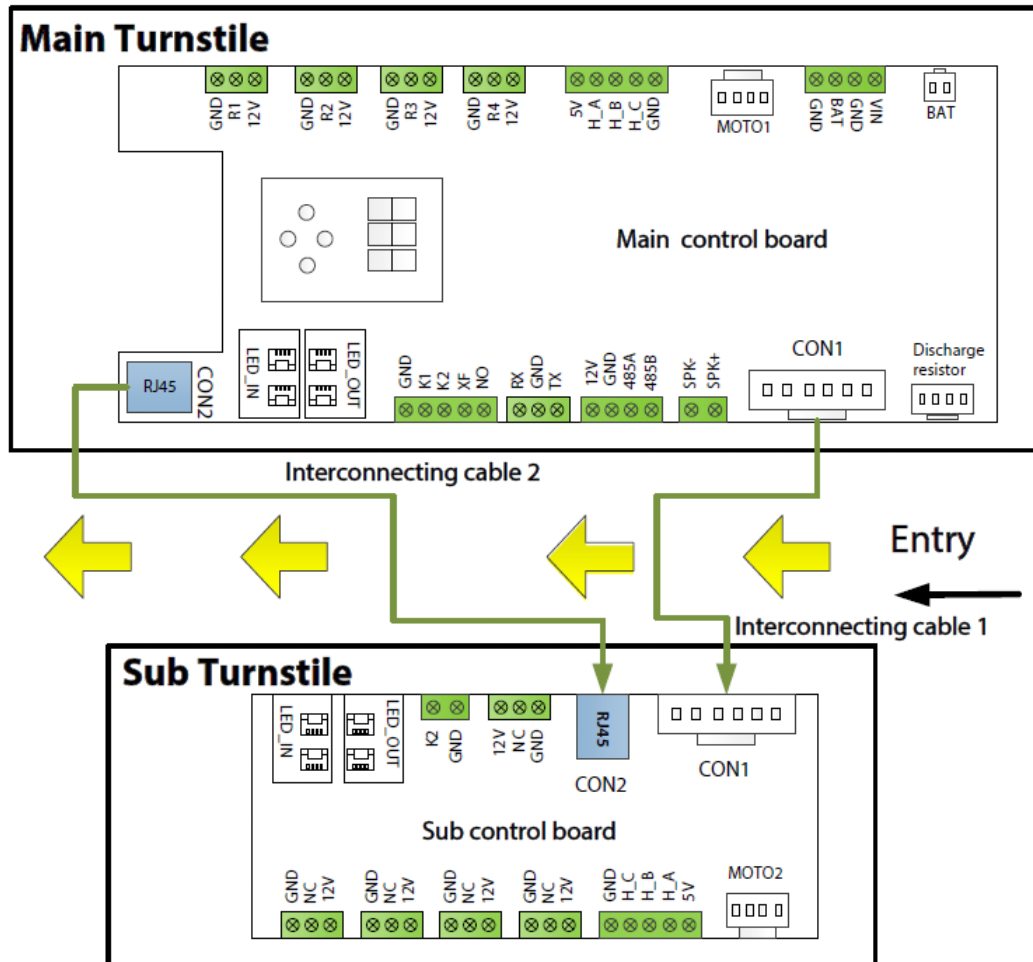 Main Turnstile
GND R1 12V
GND R2 12V
GND R3 12V
GND R4 12V
5V H_A H_B H_C GND
MOTO1
GND BAT GND VIN
BAT
Main control board
LED_IN
LED_OUT
RJ45
CON2
GND K1 K2 XF NO
RX GND TX
12V GND 485A 485B
SPK- SPK+
CON1
Discharge
resistor
Interconnecting cable 2
Entry
Interconnecting cable 1
Sub Turnstile
LED_IN
LED_OUT
K2 GND
12V NC GND
RJ45
CON2
CON1
Sub control board
GND NC 12V
GND NC 12V
GND NC 12V
GND NC 12V
GND H_C H_B H_A 5V
MOTO2